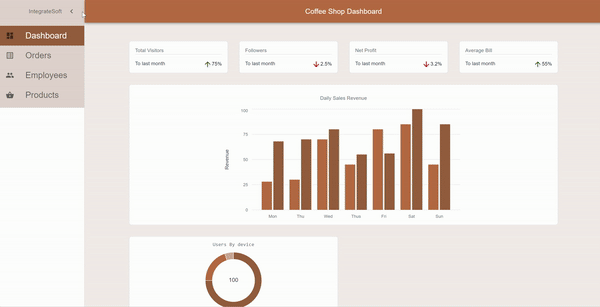 IntegrateSoft
Coffee Shop Dashboard
Dashboard
Orders
Employees
Products
Total Visitors
To last month
75%
Followers
To last month
2.5%
Net Profit
To last month
3.2%
Average Bill
To last month
55%
Daily Sales Revenue
Revenue
100
75
50
25
0
Mon
Thu
Wed
Thus
Fri
Sat
Sun
Users By device
100